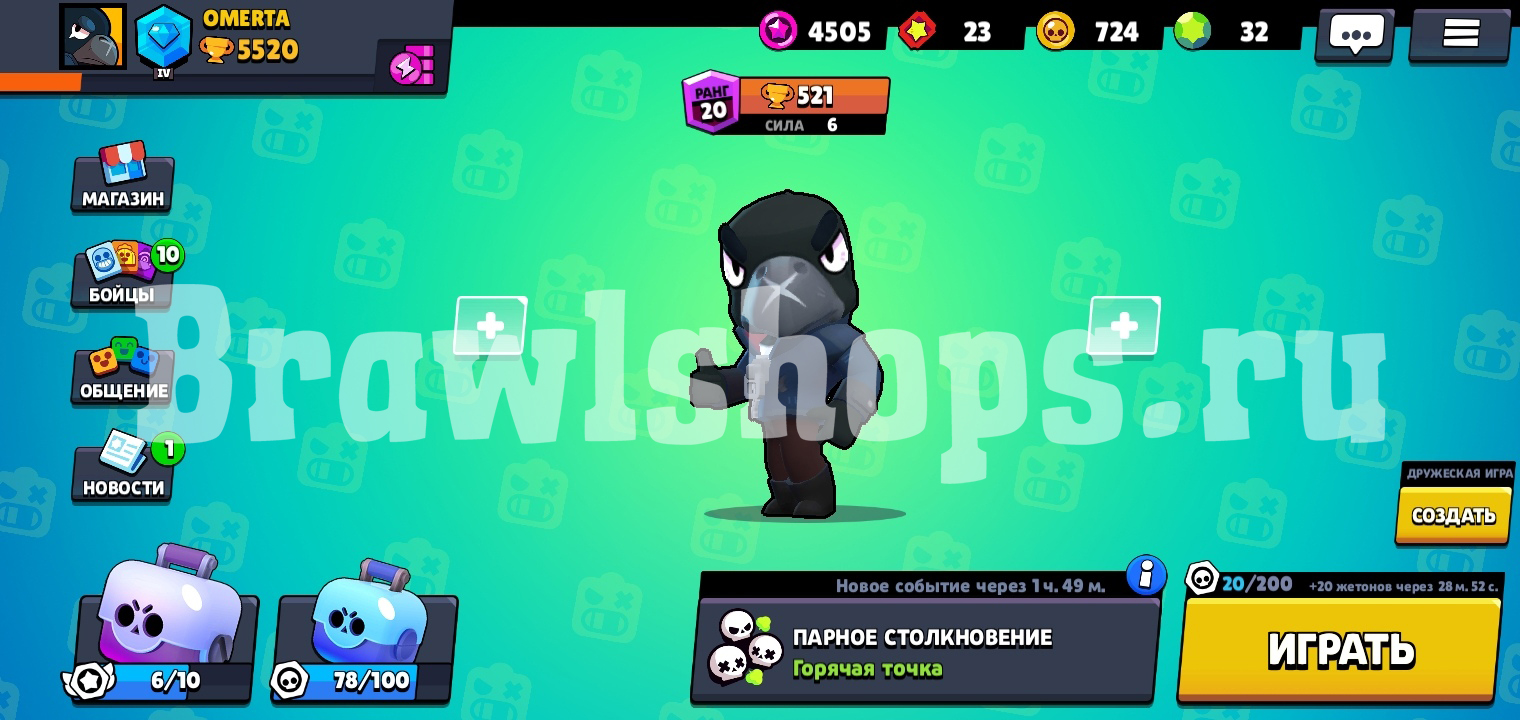 OMERTA
5520
IV
4505
23
724
32
РАНГ
20
521
СИЛА 6
МАГАЗИН
10
БОЙЦЫ
ОБЩЕНИЕ
1
НОВОСТИ
Brawlshops.ru
ДРУЖЕСКАЯ ИГРА
СОЗДАТЬ
6/10
78/100
Новое событие через 1 ч. 49 м.
i
ПАРНОЕ СТОЛКНОВЕНИЕ
Горячая точка
20/200 +20 жетонов через 28 м. 52 с.
ИГРАТЬ